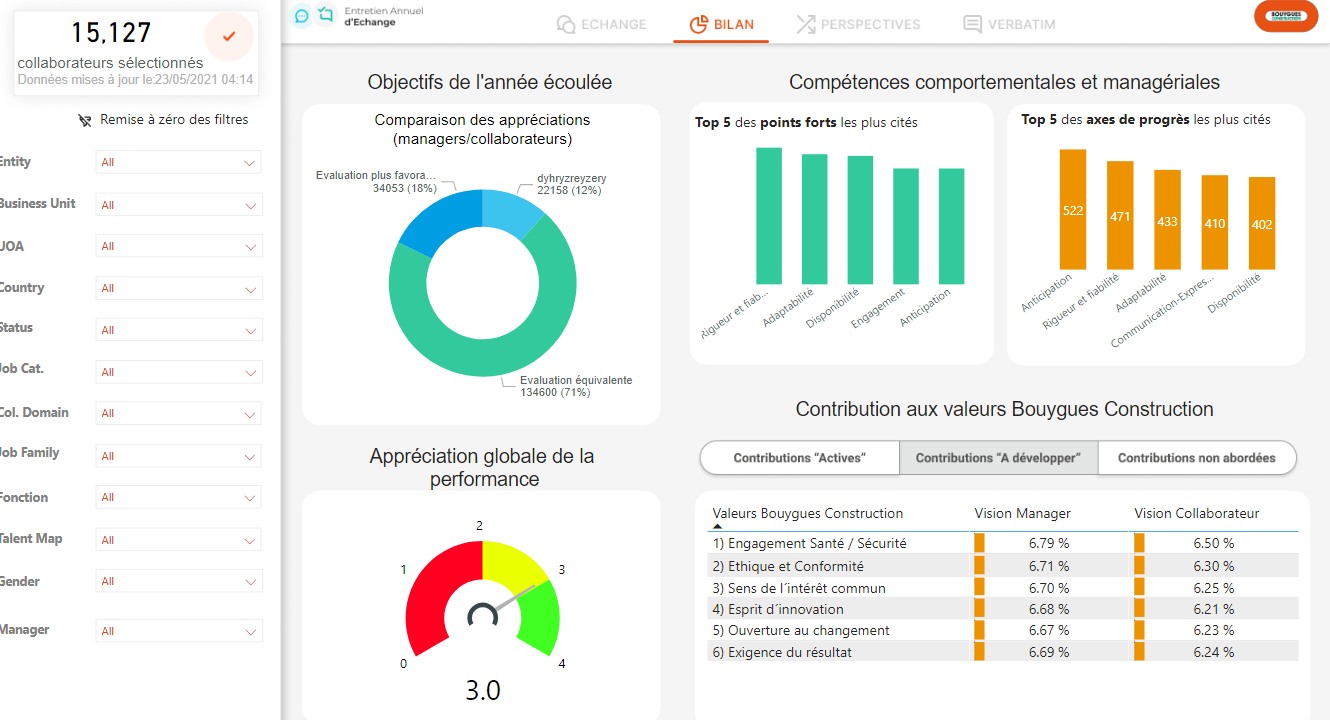 15,127
collaborateurs sélectionnés
Données mises à jour le:23/05/2021 04:14
Remise à zéro des filtres
Entity All
Business Unit All
UOA All
Country All
Status All
Job Cat. All
Col. Domain All
Job Family All
Fonction All
Talent Map All
Gender All
Manager All
Entretien Annuel
d'Echange
ECHANGE
BILAN
PERSPECTIVES
VERBATIM
BOUYGUES
CONSTRUCTION
Objectifs de l'année écoulée
Comparaison des appréciations
(managers/collaborateurs)
Evaluation plus favora...
34053 (18%)
dyhryzreyzery
22158 (12%)
Evaluation équivalente
134600 (71%)
Appréciation globale de la
performance
0
1
2
3
4
3.0
Compétences comportementales et managériales
Top 5 des points forts les plus cités
Rigueur et fiab...
Adaptabilité
Disponibilité
Engagement
Anticipation
Top 5 des axes de progrès les plus cités
522
471
433
410
402
Anticipation
Rigueur et fiabilité
Adaptabilité
Communication-Expres...
Disponibilité
Contribution aux valeurs Bouygues Construction
Contributions “Actives”
Contributions “A développer”
Contributions non abordées
Valeurs Bouygues Construction Vision Manager Vision Collaborateur
1) Engagement Santé / Sécurité 6.79 % 6.50 %
2) Ethique et Conformité 6.71 % 6.30 %
3) Sens de l´intérêt commun 6.70 % 6.25 %
4) Esprit d´innovation 6.68 % 6.21 %
5) Ouverture au changement 6.67 % 6.23 %
6) Exigence du résultat 6.69 % 6.24 %